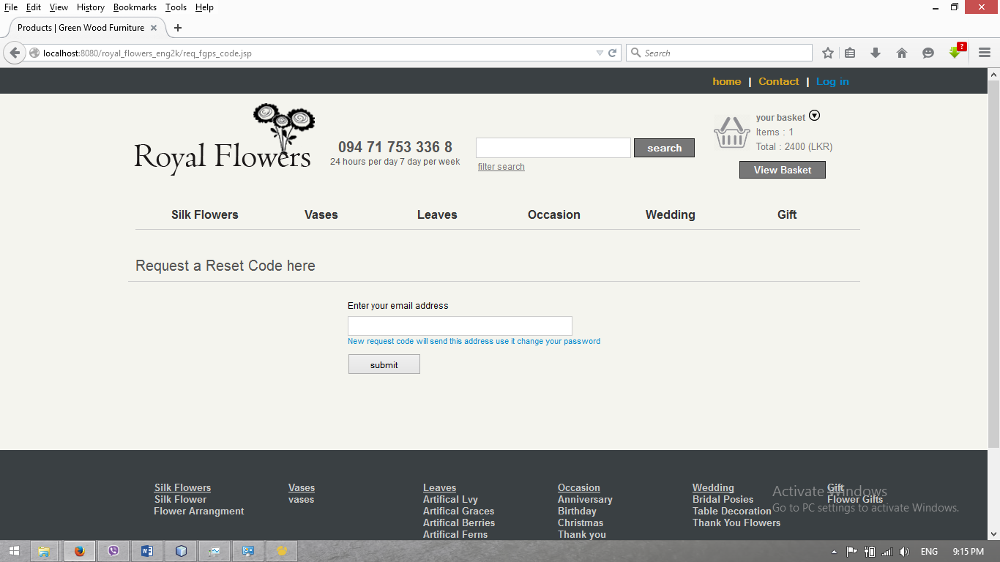 File Edit View History Bookmarks Tools Help
Products | Green Wood Furniture
localhost:8080/royal_flowers_eng2k/req_fgps_code.jsp
Search
?
home | Contact | Log in
Royal Flowers
094 71 753 336 8
24 hours per day 7 day per week
search
filter search
your basket
Items : 1
Total : 2400 (LKR)
View Basket
Silk Flowers Vases Leaves Occasion Wedding Gift
Request a Reset Code here
Enter your email address
New request code will send this address use it change your password
submit
Silk Flowers
Silk Flower
Flower Arrangment
Vases
vases
Leaves
Artifical Lvy
Artifical Graces
Artifical Berries
Artifical Ferns
Occasion
Anniversary
Birthday
Christmas
Thank you
Wedding
Bridal Posies
Table Decoration
Thank You Flowers
Gift
Flower Gifts
Activate Windows
Go to PC settings to activate Windows.
ENG 9:15 PM